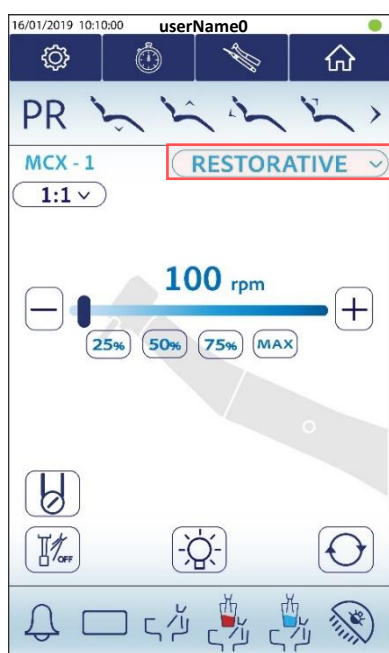 16/01/2019 10:10:00 userName0
PR
MCX - 1 RESTORATIVE
1:1
100 rpm
25% 50% 75% MAX
OFF